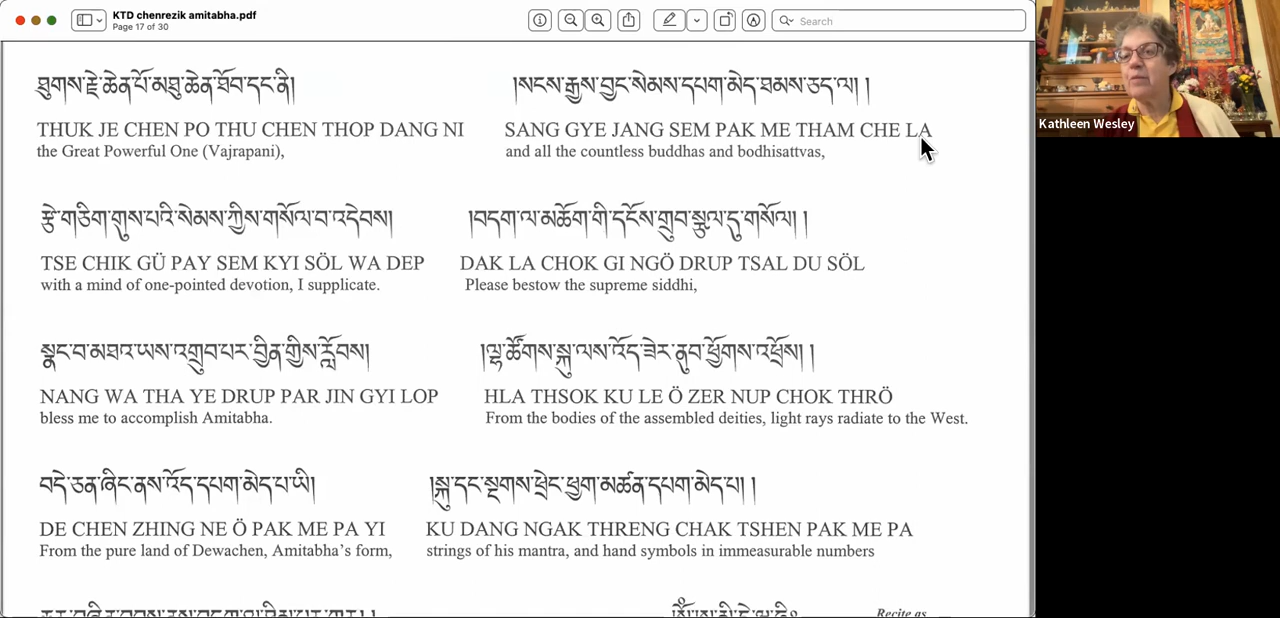 KTD chenrezik amitabha.pdf
Page 17 of 30
Search
Kathleen Wesley
ཐུགས་རྗེ་ཆེན་པོ་མཐུ་ཆེན་ཐོབ་དང་ནི། །སངས་རྒྱས་བྱང་སེམས་དཔག་མེད་ཐམས་ཅད་ལ། །
THUK JE CHEN PO THU CHEN THOP DANG NI SANG GYE JANG SEM PAK ME THAM CHE LA
the Great Powerful One (Vajrapani), and all the countless buddhas and bodhisattvas,
རྩེ་གཅིག་གུས་པའི་སེམས་ཀྱིས་གསོལ་བ་འདེབས། །བདག་ལ་མཆོག་གི་དངོས་གྲུབ་སྩལ་དུ་གསོལ། །
TSE CHIK GÜ PAY SEM KYI SÖL WA DEP DAK LA CHOK GI NGÖ DRUP TSAL DU SÖL
with a mind of one-pointed devotion, I supplicate. Please bestow the supreme siddhi,
སྣང་བ་མཐའ་ཡས་འགྲུབ་པར་བྱིན་གྱིས་རློབས། །ལྷ་ཚོགས་སྐུ་ལས་འོད་ཟེར་ནུབ་ཕྱོགས་འཕྲོས། །
NANG WA THA YE DRUP PAR JIN GYI LOP HLA THSOK KU LE Ö ZER NUP CHOK THRÖ
bless me to accomplish Amitabha. From the bodies of the assembled deities, light rays radiate to the West.
བདེ་ཅན་ཞིང་ནས་འོད་དཔག་མེད་པ་ཡི། །སྐུ་དང་སྔགས་ཕྲེང་ཕྱག་མཚན་དཔག་མེད་པ། །
DE CHEN ZHING NE Ö PAK ME PA YI KU DANG NGAK THRENG CHAK TSHEN PAK ME PA
From the pure land of Dewachen, Amitabha's form, strings of his mantra, and hand symbols in immeasurable numbers
Recite as